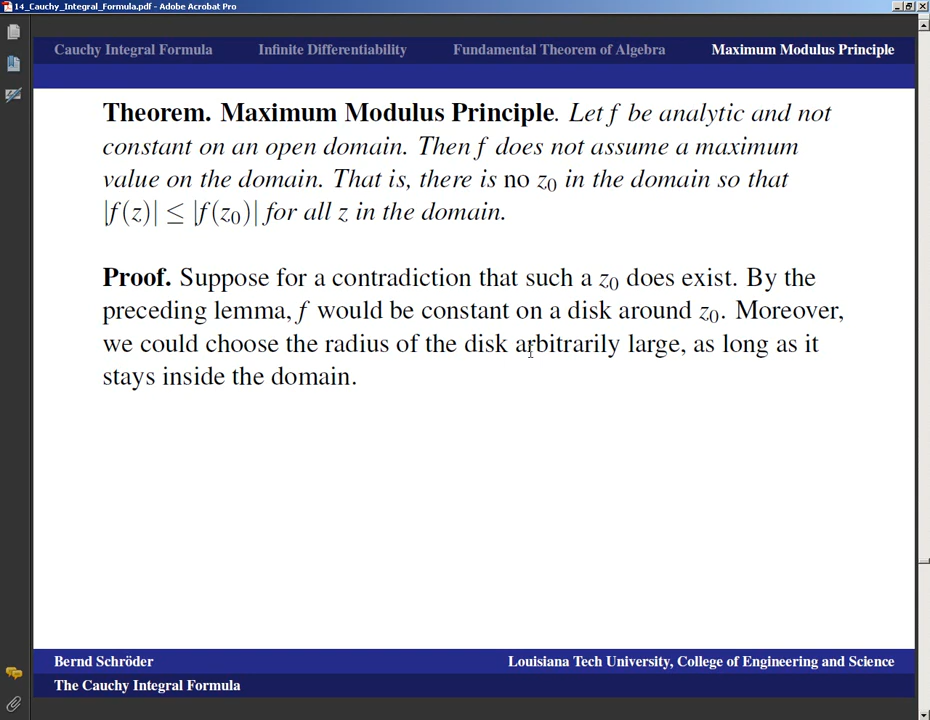 14_Cauchy_Integral_Formula.pdf - Adobe Acrobat Pro
Cauchy Integral Formula Infinite Differentiability Fundamental Theorem of Algebra Maximum Modulus Principle
Theorem. Maximum Modulus Principle. Let f be analytic and not
constant on an open domain. Then f does not assume a maximum
value on the domain. That is, there is no z₀ in the domain so that
|f(z)| ≤ |f(z₀)| for all z in the domain.
Proof. Suppose for a contradiction that such a z₀ does exist. By the
preceding lemma, f would be constant on a disk around z₀. Moreover,
we could choose the radius of the disk arbitrarily large, as long as it
stays inside the domain.
Bernd Schröder Louisiana Tech University, College of Engineering and Science
The Cauchy Integral Formula